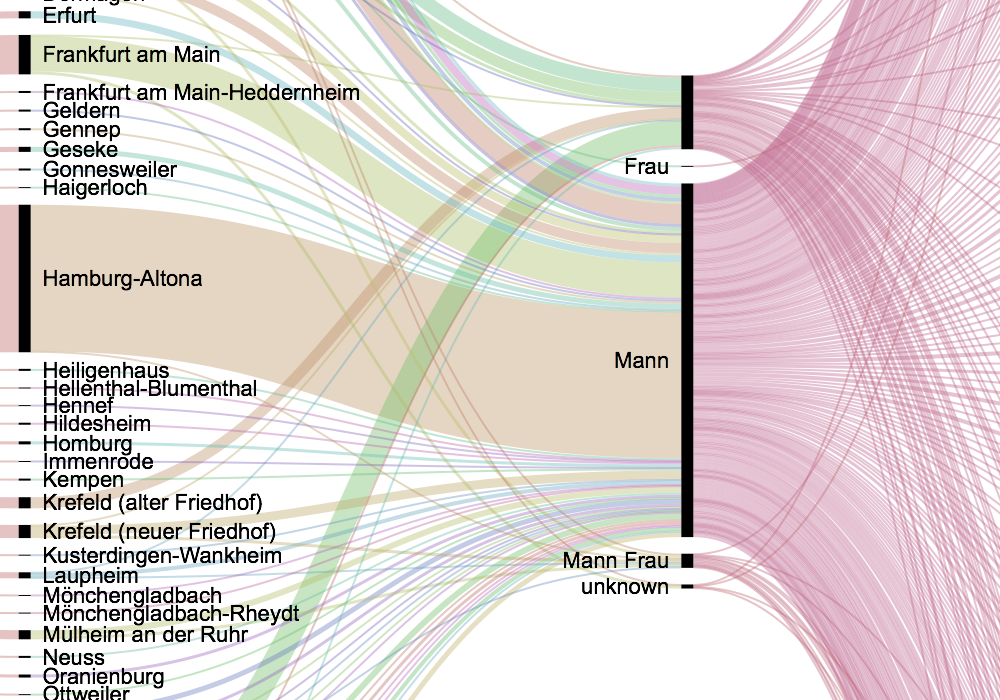 Erfurt
Frankfurt am Main
Frankfurt am Main-Heddernheim
Geldern
Gennep
Geseke
Gonnesweiler
Haigerloch
Hamburg-Altona
Heiligenhaus
Hellenthal-Blumenthal
Hennef
Hildesheim
Homburg
Immenrode
Kempen
Krefeld (alter Friedhof)
Krefeld (neuer Friedhof)
Kusterdingen-Wankheim
Laupheim
Mönchengladbach
Mönchengladbach-Rheydt
Mülheim an der Ruhr
Neuss
Oranienburg
Ottweiler
Frau
Mann
Mann Frau
unknown